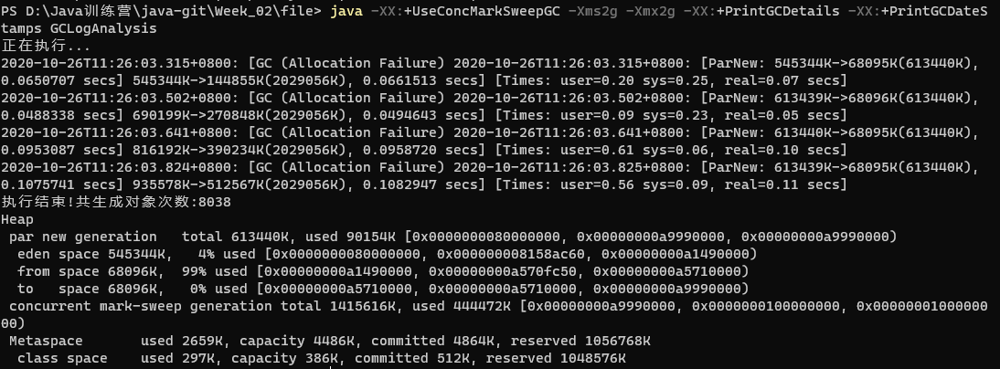 PS D:\Java训练营\java-git\Week_02\file> java -XX:+UseConcMarkSweepGC -Xms2g -Xmx2g -XX:+PrintGCDetails -XX:+PrintGCDateS
tamps GCLogAnalysis
正在执行...
2020-10-26T11:26:03.315+0800: [GC (Allocation Failure) 2020-10-26T11:26:03.315+0800: [ParNew: 545344K->68095K(613440K),
0.0650707 secs] 545344K->144855K(2029056K), 0.0661513 secs] [Times: user=0.20 sys=0.25, real=0.07 secs]
2020-10-26T11:26:03.502+0800: [GC (Allocation Failure) 2020-10-26T11:26:03.502+0800: [ParNew: 613439K->68096K(613440K),
0.0488338 secs] 690199K->270848K(2029056K), 0.0494643 secs] [Times: user=0.09 sys=0.23, real=0.05 secs]
2020-10-26T11:26:03.641+0800: [GC (Allocation Failure) 2020-10-26T11:26:03.641+0800: [ParNew: 613440K->68095K(613440K),
0.0953087 secs] 816192K->390234K(2029056K), 0.0958720 secs] [Times: user=0.61 sys=0.06, real=0.10 secs]
2020-10-26T11:26:03.824+0800: [GC (Allocation Failure) 2020-10-26T11:26:03.825+0800: [ParNew: 613439K->68095K(613440K),
0.1075741 secs] 935578K->512567K(2029056K), 0.1082947 secs] [Times: user=0.56 sys=0.09, real=0.11 secs]
执行结束!共生成对象次数:8038
Heap
 par new generation   total 613440K, used 90154K [0x0000000080000000, 0x00000000a9990000, 0x00000000a9990000)
  eden space 545344K,   4% used [0x0000000080000000, 0x000000008158ac60, 0x00000000a1490000)
  from space 68096K,  99% used [0x00000000a1490000, 0x00000000a570fc50, 0x00000000a5710000)
  to   space 68096K,   0% used [0x00000000a5710000, 0x00000000a5710000, 0x00000000a9990000)
 concurrent mark-sweep generation total 1415616K, used 444472K [0x00000000a9990000, 0x0000000100000000, 0x00000001000000
00)
 Metaspace       used 2659K, capacity 4486K, committed 4864K, reserved 1056768K
  class space    used 297K, capacity 386K, committed 512K, reserved 1048576K